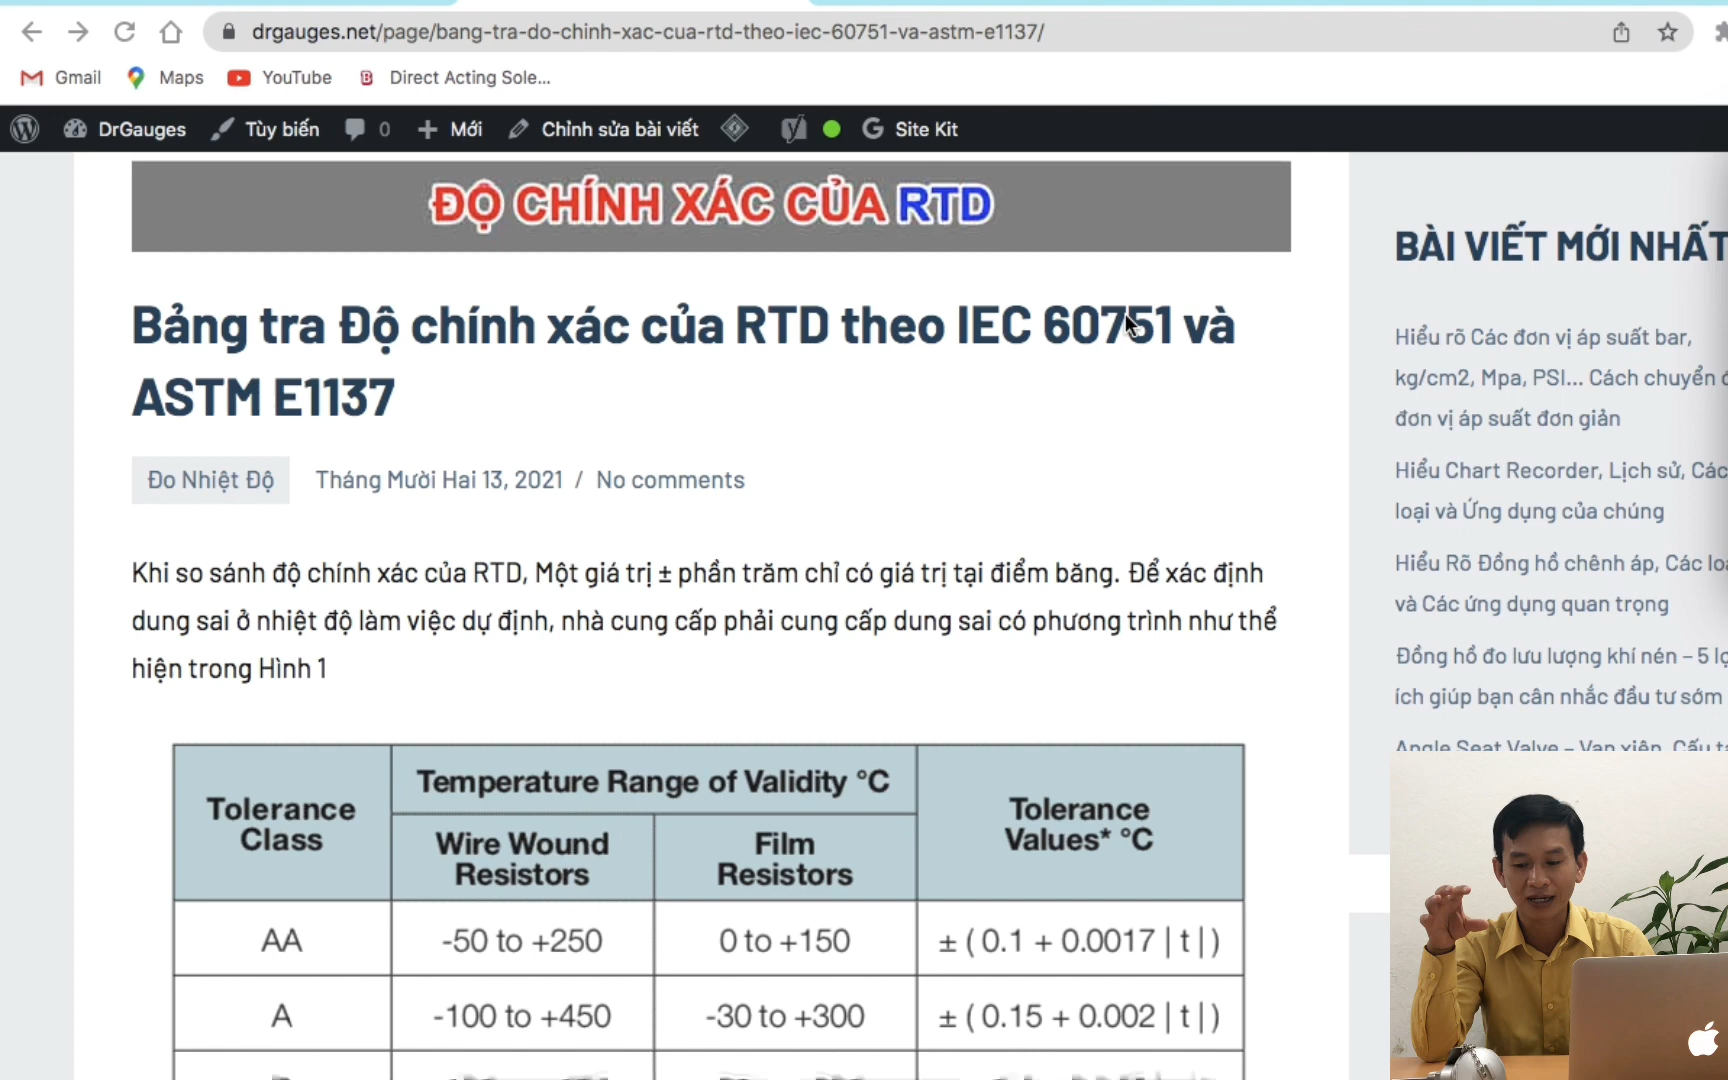 drgauges.net/page/bang-tra-do-chinh-xac-cua-rtd-theo-iec-60751-va-astm-e1137/
Gmail Maps YouTube Direct Acting Sole...
DrGauges Tùy biến 0 Mới Chỉnh sửa bài viết Site Kit
ĐỘ CHÍNH XÁC CỦA RTD
Bảng tra Độ chính xác của RTD theo IEC 60751 và
ASTM E1137
Đo Nhiệt Độ Tháng Mười Hai 13, 2021 / No comments
Khi so sánh độ chính xác của RTD, Một giá trị ± phần trăm chỉ có giá trị tại điểm băng. Để xác định
dung sai ở nhiệt độ làm việc dự định, nhà cung cấp phải cung cấp dung sai có phương trình như thể
hiện trong Hình 1
Tolerance
Class
Temperature Range of Validity °C
Wire Wound
Resistors
Film
Resistors
Tolerance
Values* °C
AA -50 to +250 0 to +150 ± ( 0.1 + 0.0017 | t | )
A -100 to +450 -30 to +300 ± ( 0.15 + 0.002 | t | )
BÀI VIẾT MỚI NHẤT
Hiểu rõ Các đơn vị áp suất bar,
kg/cm2, Mpa, PSI... Cách chuyển
đơn vị áp suất đơn giản
Hiểu Chart Recorder, Lịch sử, Các
loại và Ứng dụng của chúng
Hiểu Rõ Đồng hồ chênh áp, Các
và Các ứng dụng quan trọng
Đồng hồ đo lưu lượng khí nén – 5
ích giúp bạn cân nhắc đầu tư sớm
Angle Seat Valve – Van xiên, Cấu